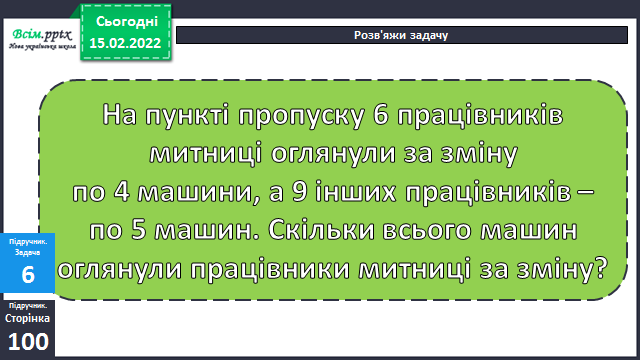 Всім.pptx
Нова українська школа
Сьогодні
15.02.2022
Розв'яжи задачу
На пункті пропуску 6 працівників
митниці оглянули за зміну
по 4 машини, а 9 інших працівників –
по 5 машин. Скільки всього машин
оглянули працівники митниці за зміну?
Підручник.
Задача
6
Підручник.
Сторінка
100